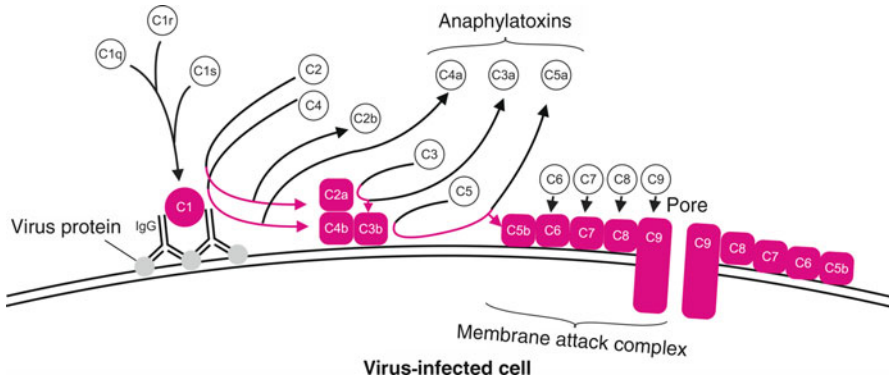 Anaphylatoxins
C1r
C1q
C1s
C2
C4
C2b
C4a
C3a
C5a
C3
C5
C6
C7
C8
C9
Pore
C1
IgG
Virus protein
C2a
C4b
C3b
C5b
C6
C7
C8
C9
C9
C8
C7
C6
C5b
Membrane attack complex
Virus-infected cell